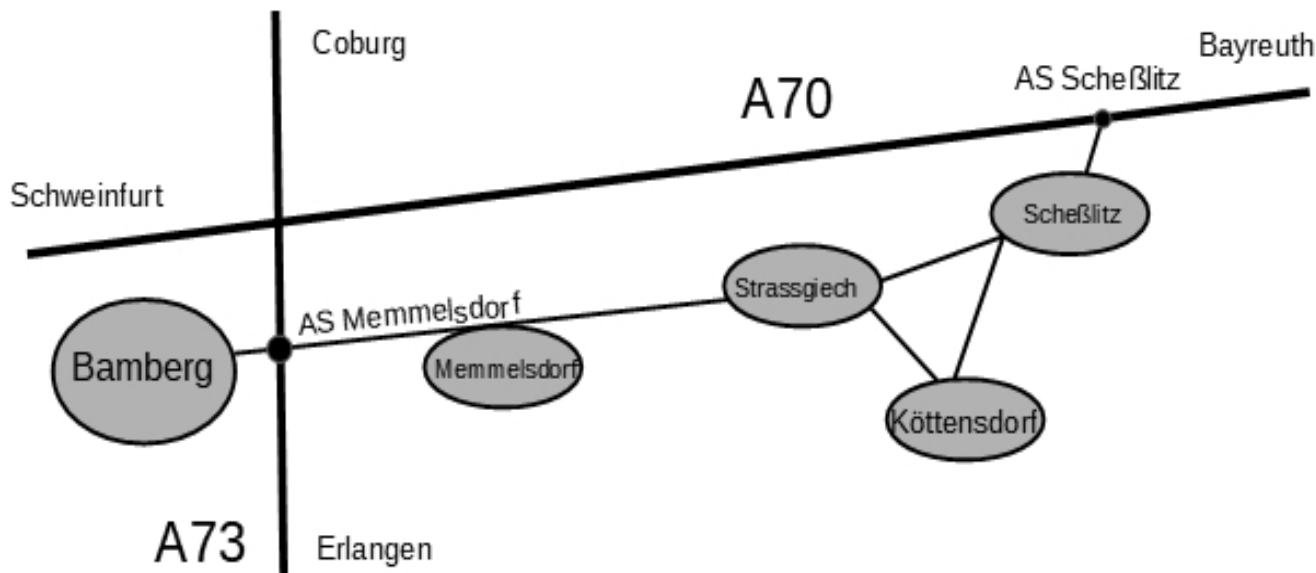 Coburg
Bayreuth
AS Scheßlitz
A70
Schweinfurt
Scheßlitz
Strassgiech
AS Memmelsdorf
Bamberg
Memmelsdorf
Köttensdorf
A73
Erlangen